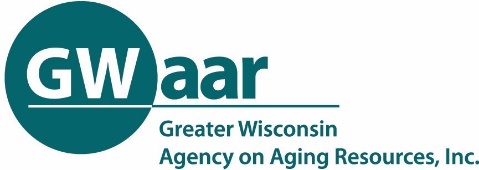 GWaar
Greater Wisconsin
Agency on Aging Resources, Inc.